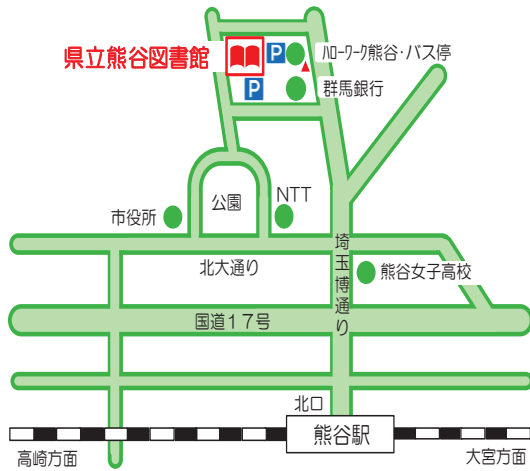 県立熊谷図書館
P
ﾊﾛｰﾜｰｸ熊谷・バス停
P
群馬銀行
公園
NTT
市役所
北大通り
埼玉博通り
熊谷女子高校
国道17号
北口
熊谷駅
高崎方面
大宮方面